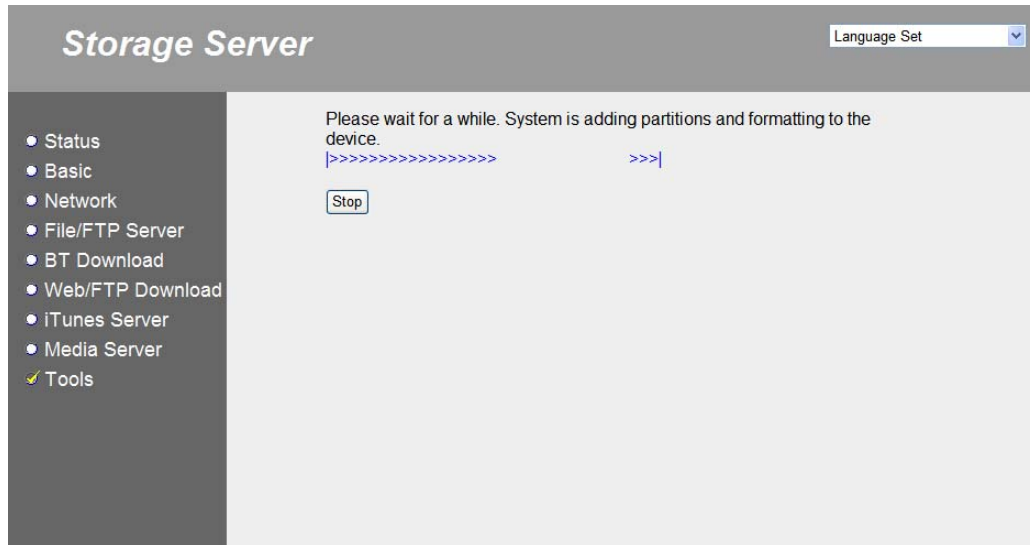 Storage Server
Language Set
Status
Basic
Network
File/FTP Server
BT Download
Web/FTP Download
iTunes Server
Media Server
Tools
Please wait for a while. System is adding partitions and formatting to the
device.
|>>>>>>>>>>>>>>>>> >>>|
Stop